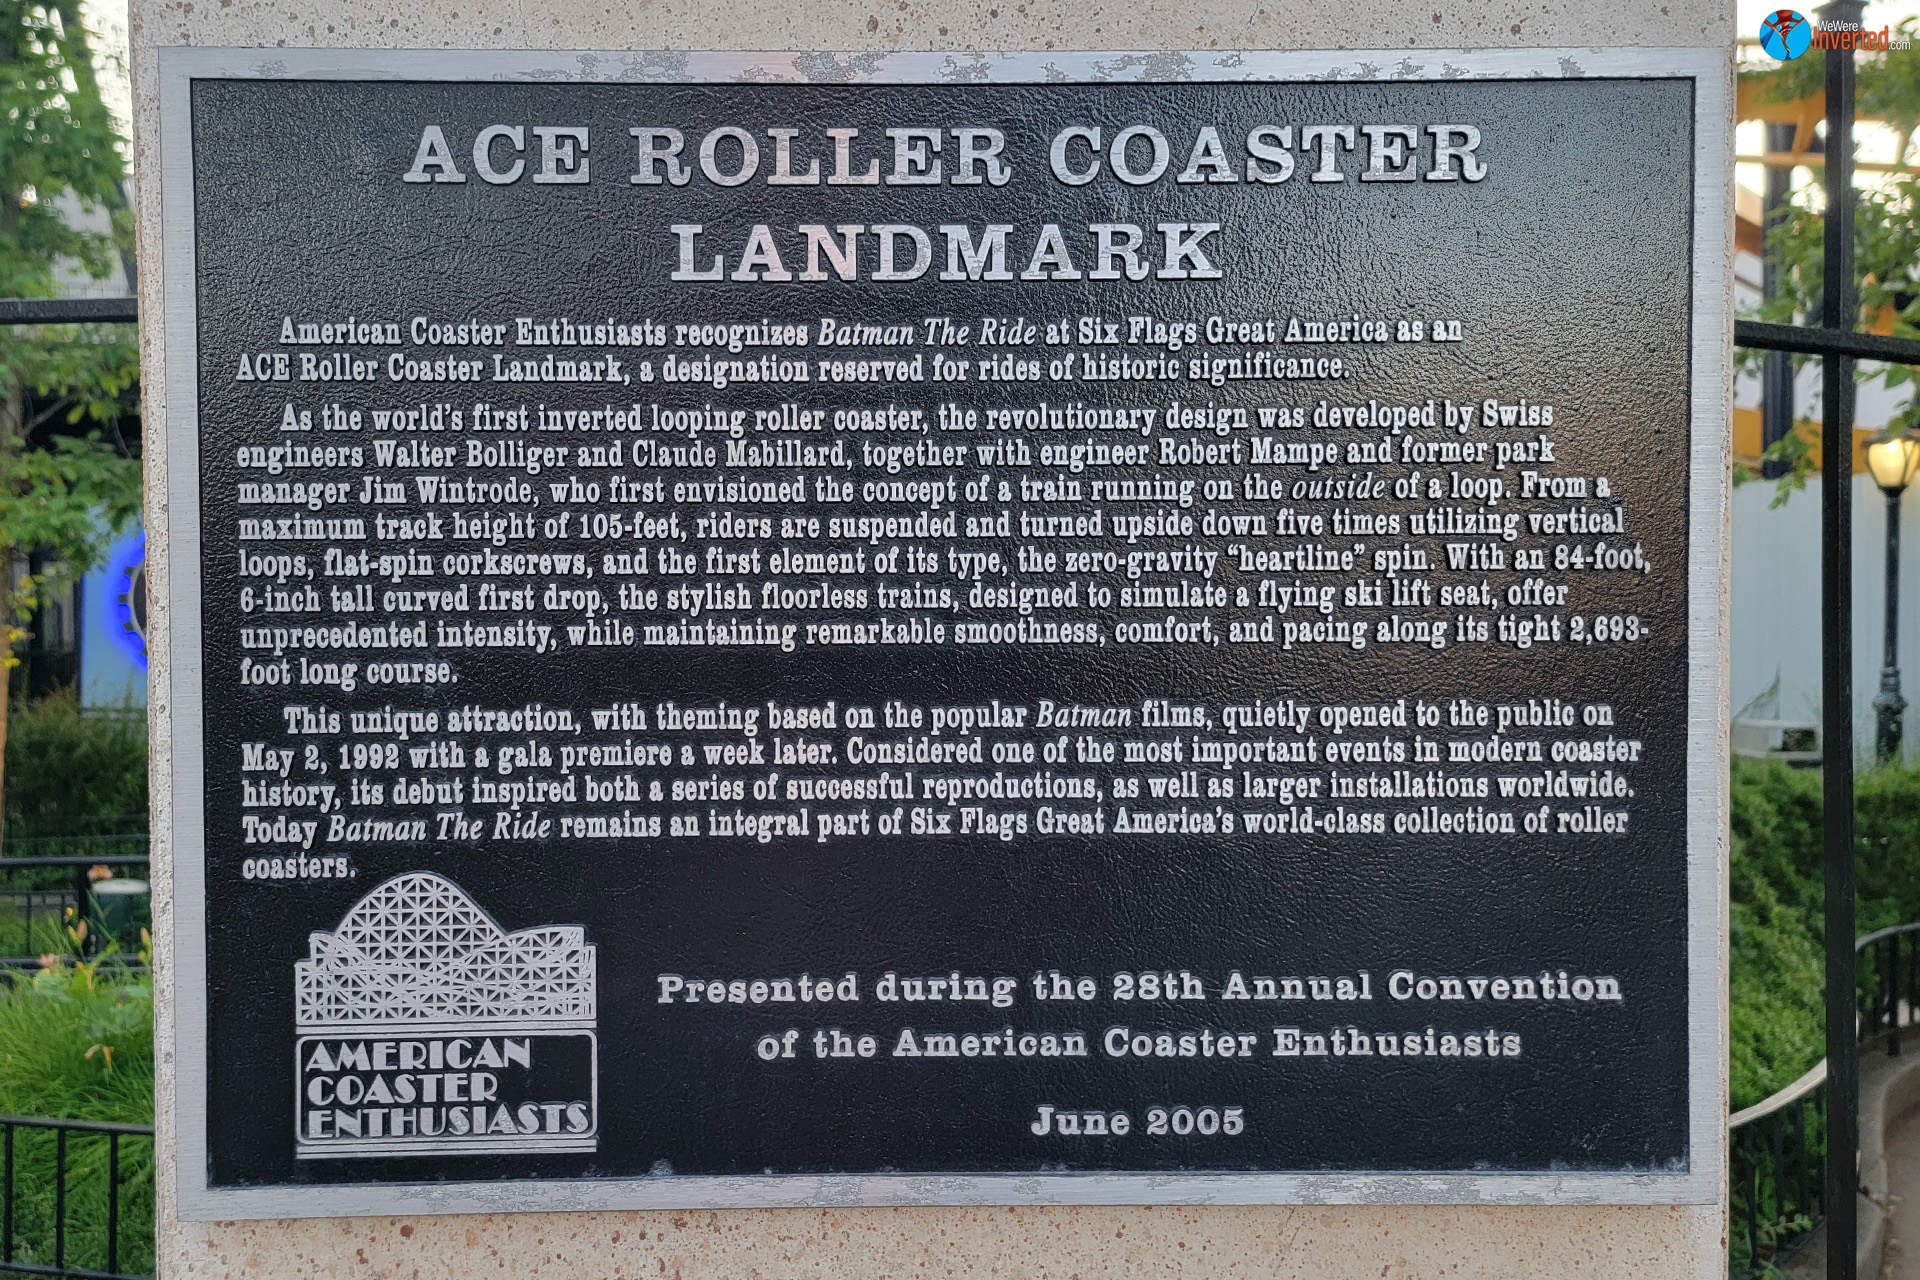 WeWere
Inverted.com
ACE ROLLER COASTER
LANDMARK
American Coaster Enthusiasts recognizes Batman The Ride at Six Flags Great America as an
ACE Roller Coaster Landmark, a designation reserved for rides of historic significance.
As the world's first inverted looping roller coaster, the revolutionary design was developed by Swiss
engineers Walter Bolliger and Claude Mabillard, together with engineer Robert Mampe and former park
manager Jim Wintrode, who first envisioned the concept of a train running on the outside of a loop. From a
maximum track height of 105-feet, riders are suspended and turned upside down five times utilizing vertical
loops, flat-spin corkscrews, and the first element of its type, the zero-gravity “heartline” spin. With an 84-foot,
6-inch tall curved first drop, the stylish floorless trains, designed to simulate a flying ski lift seat, offer
unprecedented intensity, while maintaining remarkable smoothness, comfort, and pacing along its tight 2,693-
foot long course.
This unique attraction, with theming based on the popular Batman films, quietly opened to the public on
May 2, 1992 with a gala premiere a week later. Considered one of the most important events in modern coaster
history, its debut inspired both a series of successful reproductions, as well as larger installations worldwide.
Today Batman The Ride remains an integral part of Six Flags Great America's world-class collection of roller
coasters.
Presented during the 28th Annual Convention
of the American Coaster Enthusiasts
June 2005
AMERICAN
COASTER
ENTHUSIASTS